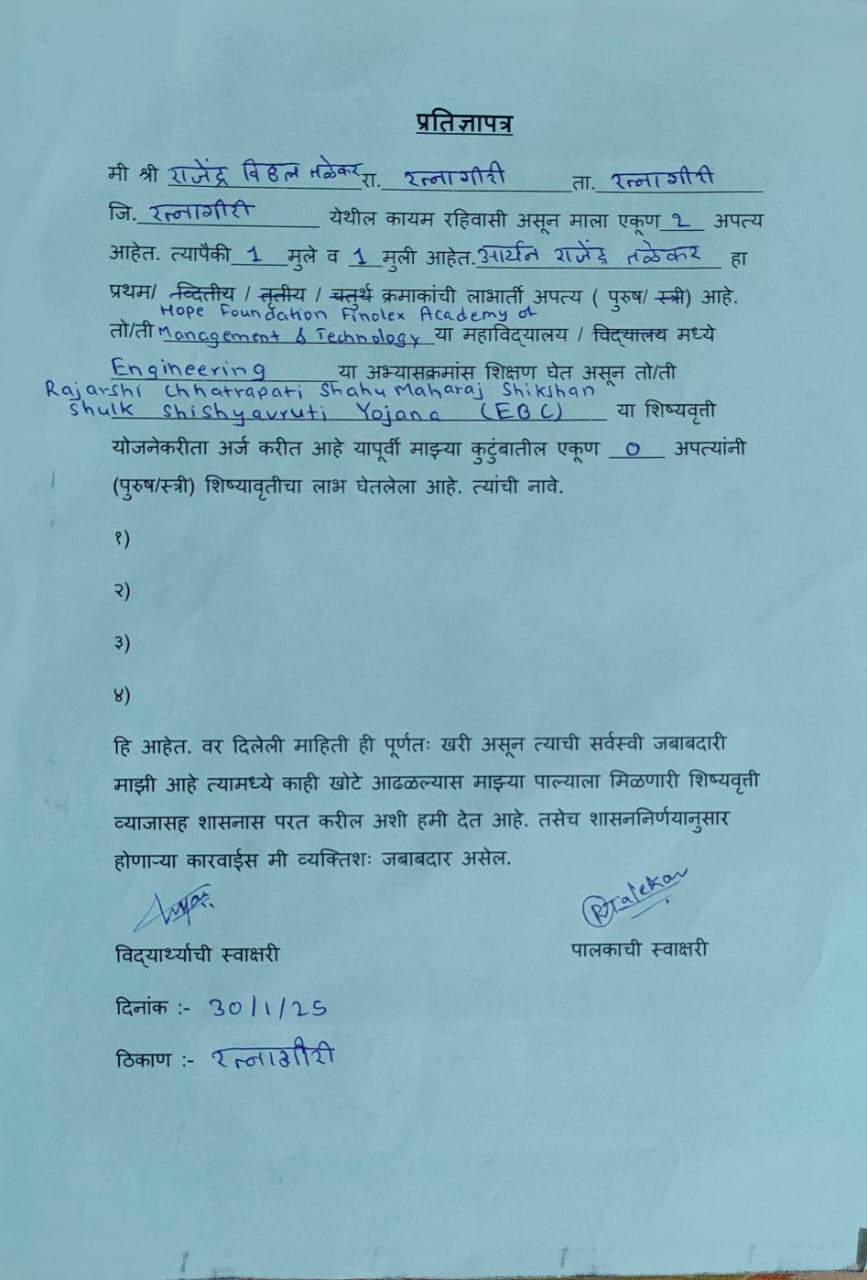 प्रतिज्ञापत्र
मी श्री राजेंद्र विठ्ठल तळेकर रा. रत्नागीरी ता. रत्नागीरी
जि. रत्नागीरी येथील कायम रहिवासी असून माला एकूण 2 अपत्य
आहेत. त्यापैकी 1 मुले व 1 मुली आहेत. आर्यन राजेंद्र तळेकर हा
प्रथम/ व्दितीय / तृतीय / चतुर्थ क्रमाकांची लाभार्ती अपत्य ( पुरुष/ स्त्री) आहे.
Hope Foundation Finolex Academy of
तो/ती Management & Technology या महाविद्यालय / विद्यालय मध्ये
Engineering या अभ्यासक्रमांस शिक्षण घेत असून तो/ती
Rajarshi Chhatrapati Shahu Maharaj Shikshan
Shulk Shishyavruti Yojana (EBC) या शिष्यवृत्ती
योजनेकरीता अर्ज करीत आहे यापूर्वी माझ्या कुटुंबातील एकूण 0 अपत्यांनी
(पुरुष/स्त्री) शिष्यावृतीचा लाभ घेतलेला आहे. त्यांची नावे.
१)
२)
३)
४)
हि आहेत. वर दिलेली माहिती ही पूर्णतः खरी असून त्याची सर्वस्वी जबाबदारी
माझी आहे त्यामध्ये काही खोटे आढळल्यास माझ्या पाल्याला मिळणारी शिष्यवृत्ती
व्याजासह शासनास परत करील अशी हमी देत आहे. तसेच शासननिर्णयानुसार
होणाऱ्या कारवाईस मी व्यक्तिशः जबाबदार असेल.
RTalekar
विद्यार्थ्याची स्वाक्षरी पालकाची स्वाक्षरी
दिनांक :- 30/1/25
ठिकाण :- रत्नागीरी